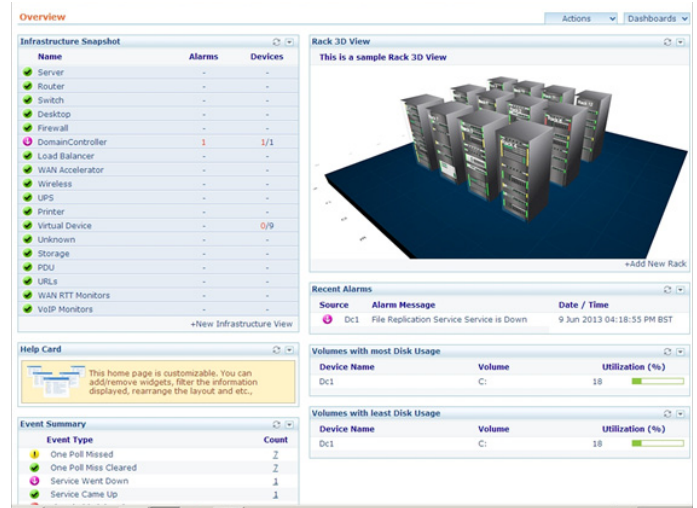 Overview
Actions
Dashboards
Infrastructure Snapshot
Name Alarms Devices
Server - -
Router - -
Switch - -
Desktop - -
Firewall - -
DomainController 1 1/1
Load Balancer - -
WAN Accelerator - -
Wireless - -
UPS - -
Printer - -
Virtual Device - 0/9
Unknown - -
Storage - -
PDU - -
URLs - -
WAN RTT Monitors - -
VoIP Monitors - -
+New Infrastructure View
Help Card
This home page is customizable. You can
add/remove widgets, filter the information
displayed, rearrange the layout and etc.,
Event Summary
Event Type Count
One Poll Missed 7
One Poll Miss Cleared 7
Service Went Down 1
Service Came Up 1
Rack 3D View
This is a sample Rack 3D View
+Add New Rack
Recent Alarms
Source Alarm Message Date / Time
Dc1 File Replication Service Service is Down 9 Jun 2013 04:18:55 PM BST
Volumes with most Disk Usage
Device Name Volume Utilization (%)
Dc1 C: 18
Volumes with least Disk Usage
Device Name Volume Utilization (%)
Dc1 C: 18